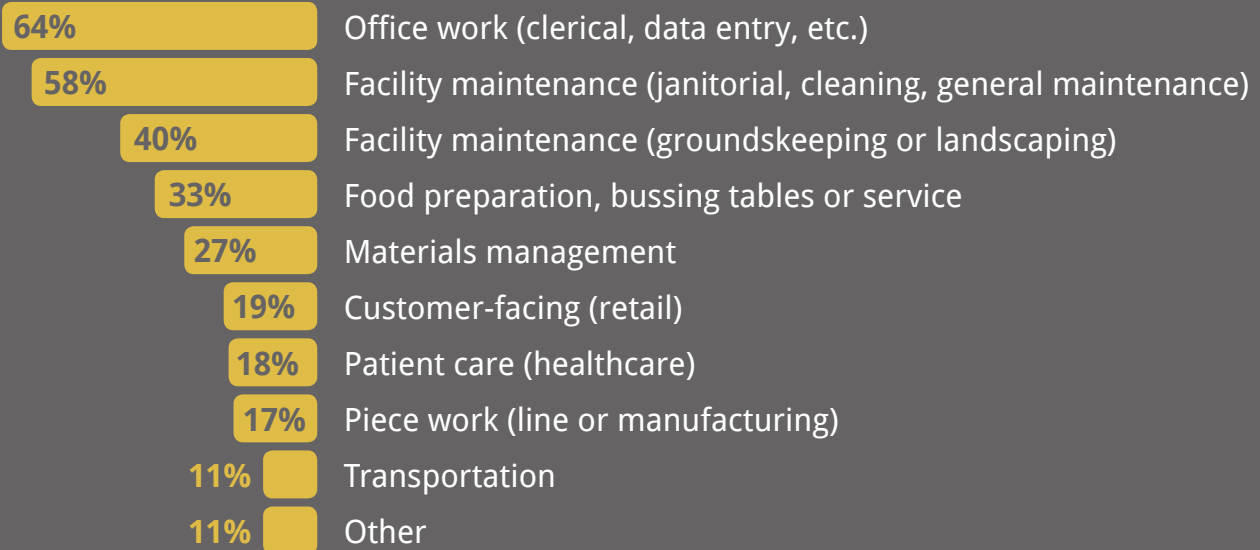 64% Office work (clerical, data entry, etc.)
58% Facility maintenance (janitorial, cleaning, general maintenance)
40% Facility maintenance (groundskeeping or landscaping)
33% Food preparation, bussing tables or service
27% Materials management
19% Customer-facing (retail)
18% Patient care (healthcare)
17% Piece work (line or manufacturing)
11% Transportation
11% Other